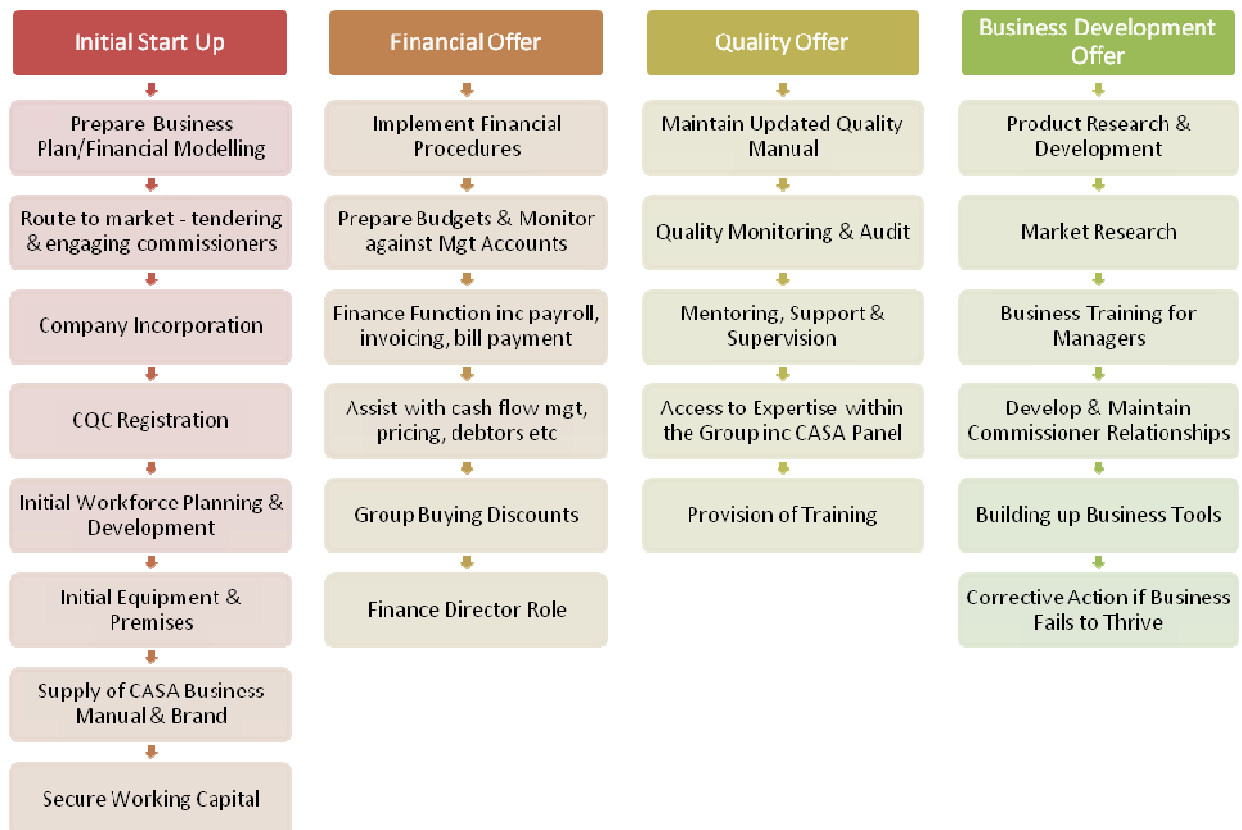 Initial Start Up
Prepare Business
Plan/Financial Modelling
Route to market - tendering
& engaging commissioners
Company Incorporation
CQC Registration
Initial Workforce Planning &
Development
Initial Equipment &
Premises
Supply of CASA Business
Manual & Brand
Secure Working Capital
Financial Offer
Implement Financial
Procedures
Prepare Budgets & Monitor
against Mgt Accounts
Finance Function inc payroll,
invoicing, bill payment
Assist with cash flow mgt,
pricing, debtors etc
Group Buying Discounts
Finance Director Role
Quality Offer
Maintain Updated Quality
Manual
Quality Monitoring & Audit
Mentoring, Support &
Supervision
Access to Expertise within
the Group inc CASA Panel
Provision of Training
Business Development
Offer
Product Research &
Development
Market Research
Business Training for
Managers
Develop & Maintain
Commissioner Relationships
Building up Business Tools
Corrective Action if Business
Fails to Thrive